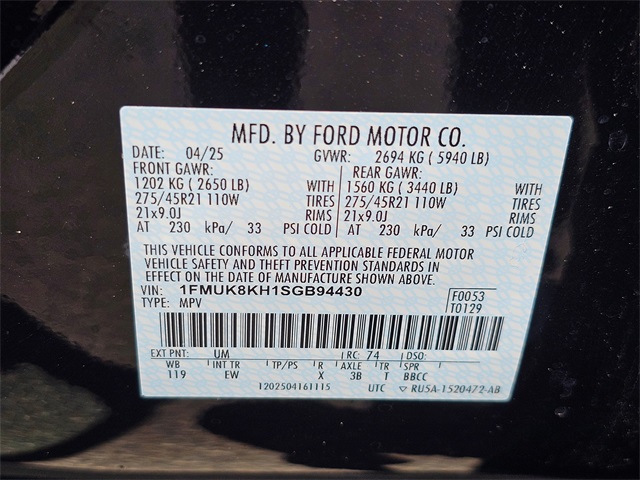 MFD. BY FORD MOTOR CO.
DATE: 04/25 GVWR: 2694 KG ( 5940 LB)
FRONT GAWR: REAR GAWR:
1202 KG ( 2650 LB) WITH 1560 KG ( 3440 LB) WITH
275/45R21 110W TIRES 275/45R21 110W TIRES
21x9.0J RIMS 21x9.0J RIMS
AT 230 kPa/ 33 PSI COLD AT 230 kPa/ 33 PSI COLD
THIS VEHICLE CONFORMS TO ALL APPLICABLE FEDERAL MOTOR
VEHICLE SAFETY AND THEFT PREVENTION STANDARDS IN
EFFECT ON THE DATE OF MANUFACTURE SHOWN ABOVE.
VIN: 1FMUK8KH1SGB94430 F0053
TYPE: MPV T0129
EXT PNT: UM RC: 74 DSO:
WB INT TR TP/PS R AXLE TR SPR
119 EW X 3B T BBCC
1202504161115 UTC ▽ RU5A-1520472-AB